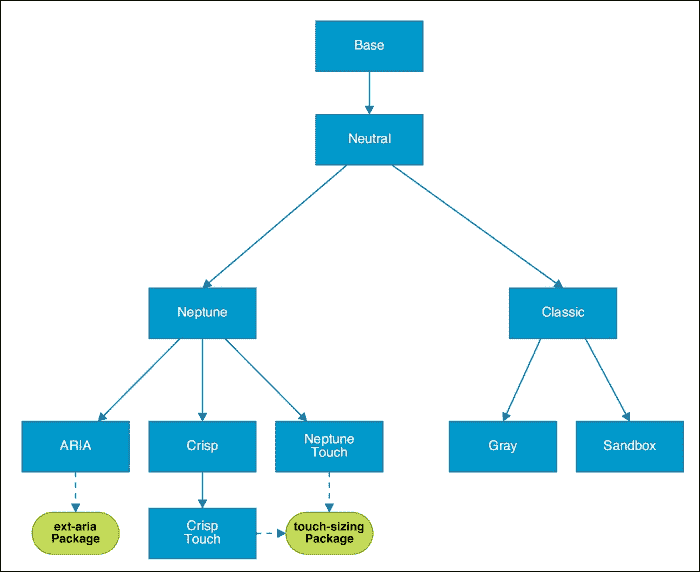 Base
Neutral
Neptune
Classic
ARIA
Crisp
Neptune
Touch
Gray
Sandbox
ext-aria
Package
Crisp
Touch
touch-sizing
Package